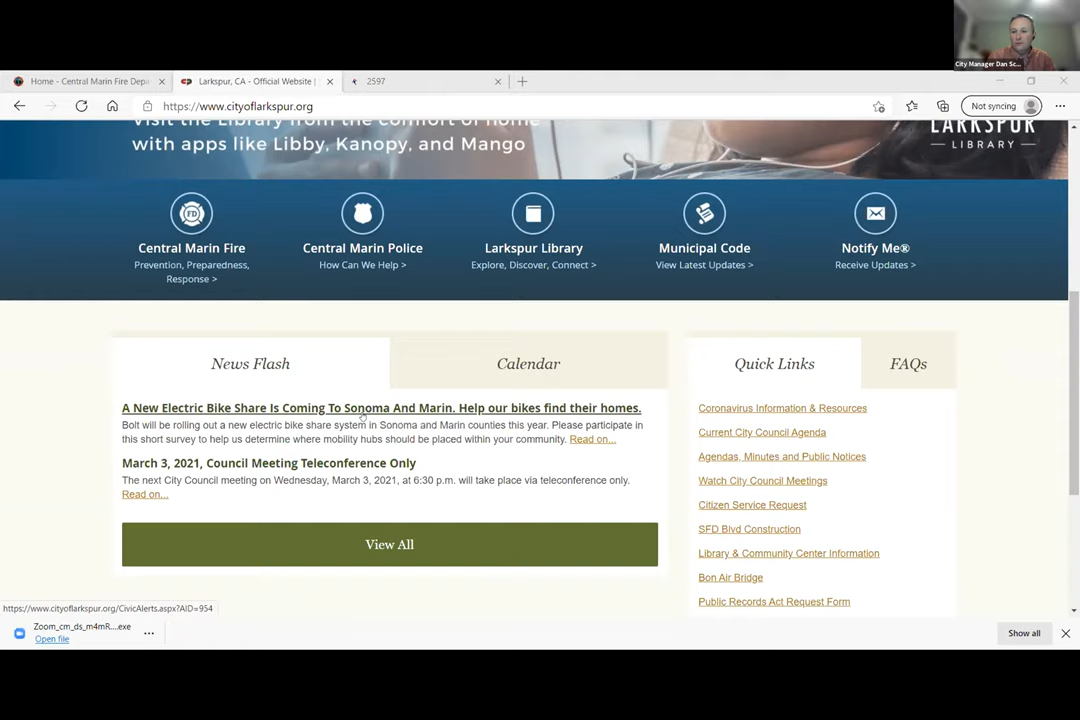 City Manager Dan Sc...
Home - Central Marin Fire Depa
Larkspur, CA - Official Website |
2597
https://www.cityoflarkspur.org
Not syncing
Visit the Library from the comfort of home
with apps like Libby, Kanopy, and Mango
LARKSPUR
LIBRARY
FD
Central Marin Fire
Prevention, Preparedness,
Response >
Central Marin Police
How Can We Help >
Larkspur Library
Explore, Discover, Connect >
Municipal Code
View Latest Updates >
Notify Me®
Receive Updates >
News Flash
Calendar
A New Electric Bike Share Is Coming To Sonoma And Marin. Help our bikes find their homes.
Bolt will be rolling out a new electric bike share system in Sonoma and Marin counties this year. Please participate in
this short survey to help us determine where mobility hubs should be placed within your community. Read on...
March 3, 2021, Council Meeting Teleconference Only
The next City Council meeting on Wednesday, March 3, 2021, at 6:30 p.m. will take place via teleconference only.
Read on...
View All
Quick Links
FAQs
Coronavirus Information & Resources
Current City Council Agenda
Agendas, Minutes and Public Notices
Watch City Council Meetings
Citizen Service Request
SFD Blvd Construction
Library & Community Center Information
Bon Air Bridge
Public Records Act Request Form
https://www.cityoflarkspur.org/CivicAlerts.aspx?AID=954
Zoom_cm_ds_m4mR....exe
Open file
Show all